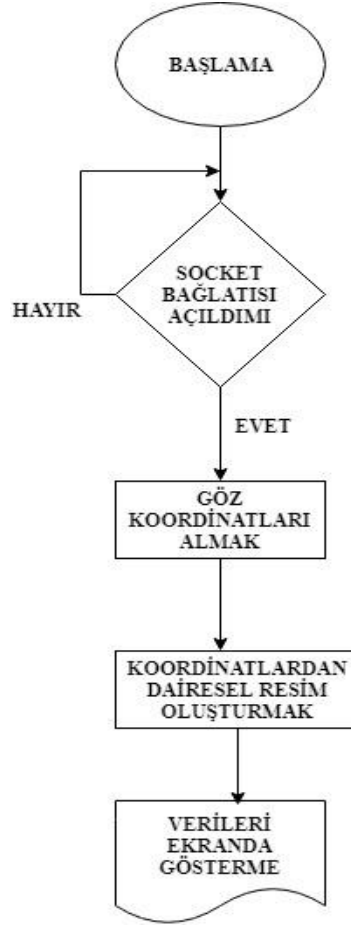 BAŞLAMA
SOCKET
BAĞLATISI
AÇILDIMI
HAYIR
EVET
GÖZ
KOORDİNATLARI
ALMAK
KOORDİNATLARDAN
DAİRESEL RESİM
OLUŞTURMAK
VERİLERİ
EKRANDA
GÖSTERME